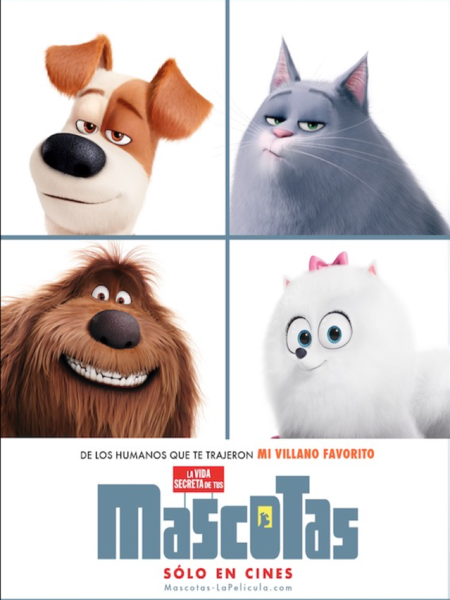 DE LOS HUMANOS QUE TE TRAJERON MI VILLANO FAVORITO
LA VIDA
SECRETA DE TUS
MASCOTAS
SÓLO EN CINES
Mascotas-LaPelicula.com